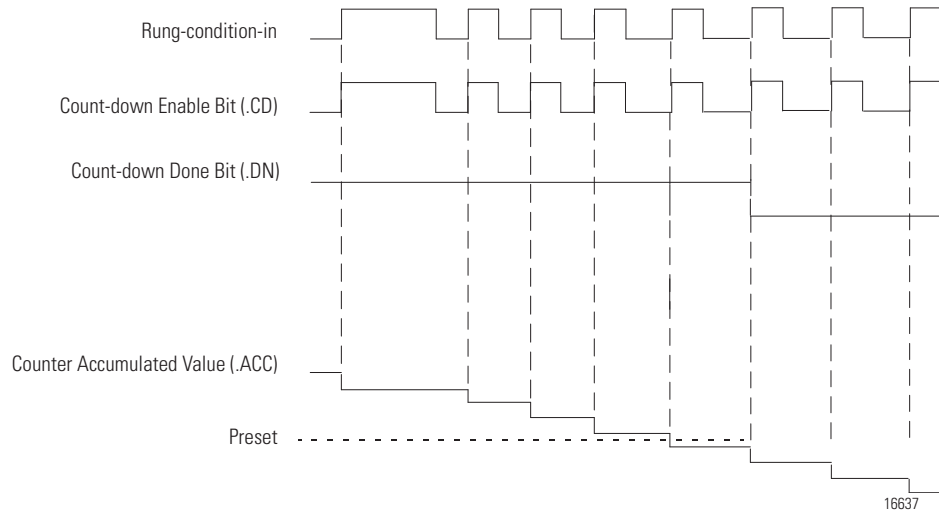 Rung-condition-in
Count-down Enable Bit (.CD)
Count-down Done Bit (.DN)
Counter Accumulated Value (.ACC)
Preset
16637